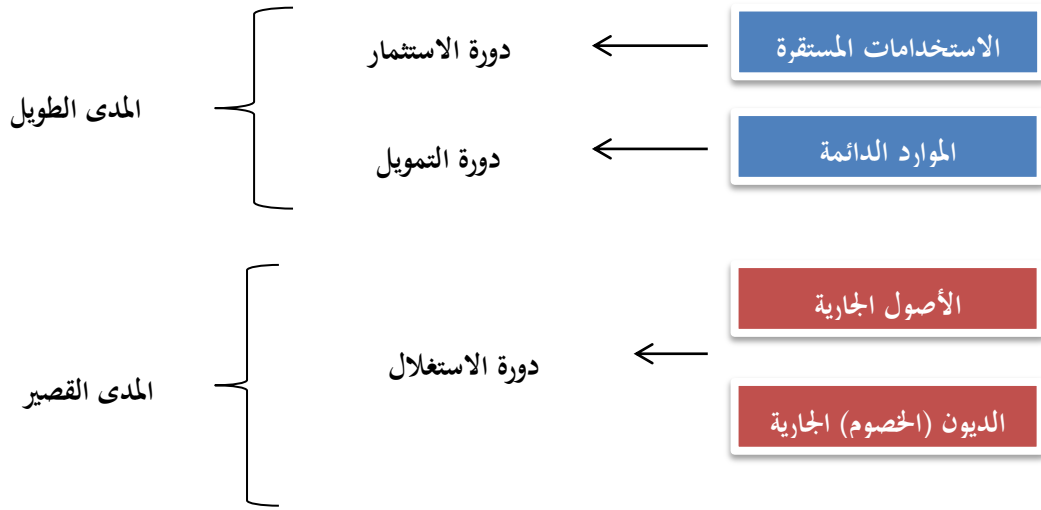 الاستخدامات المستقرة
دورة الاستثمار
المدى الطويل
الموارد الدائمة
دورة التمويل
الأصول الجارية
دورة الاستغلال
المدى القصير
الديون (الخصوم) الجارية